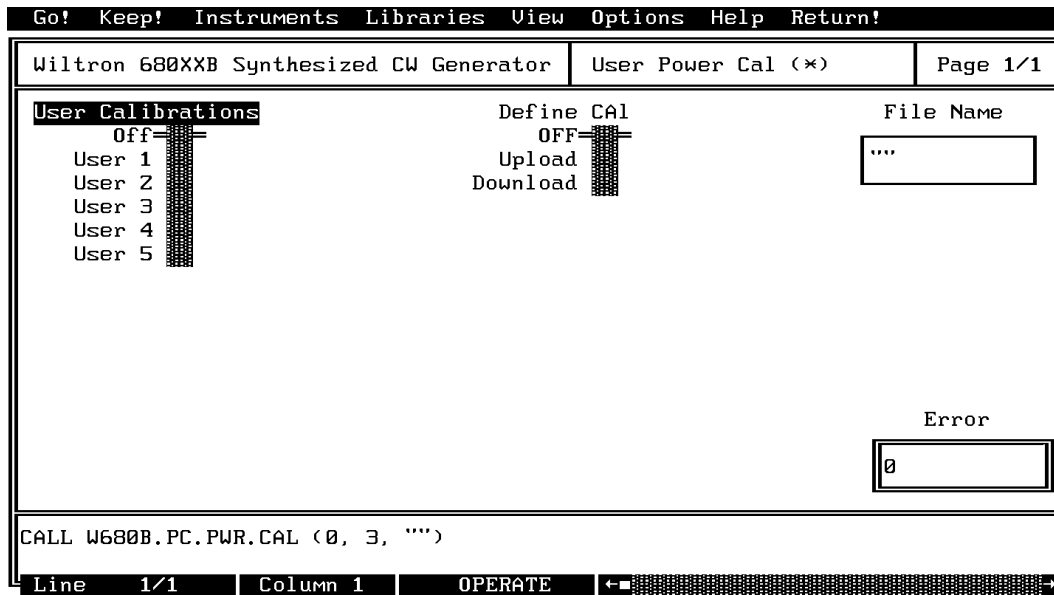 Go! Keep! Instruments Libraries View Options Help Return!
Wiltron 680XXB Synthesized CW Generator User Power Cal (*) Page 1/1
User Calibrations Define CAl File Name
Off OFF
""
User 1 Upload
User 2 Download
User 3
User 4
User 5
Error
0
CALL W680B.PC.PWR.CAL (0, 3, "")
Line 1/1 Column 1 OPERATE